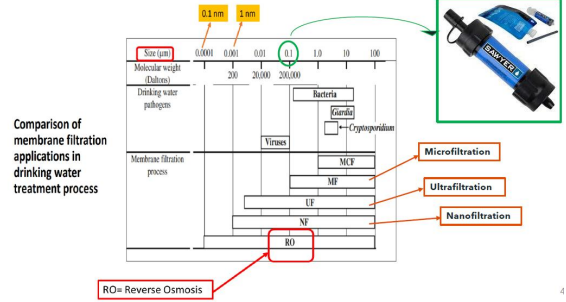 0.1 nm
1 nm
Size (μm)
0.0001
0.001
0.01
0.1
1.0
10
100
Molecular weight
(Daltons)
200
20,000
200,000
Drinking water
pathogens
Bacteria
Giardia
Cryptosporidium
Viruses
Comparison of
membrane filtration
applications in
drinking water
treatment process
Membrane filtration
process
MCF
MF
UF
NF
RO
Microfiltration
Ultrafiltration
Nanofiltration
RO= Reverse Osmosis
SAWYER
4